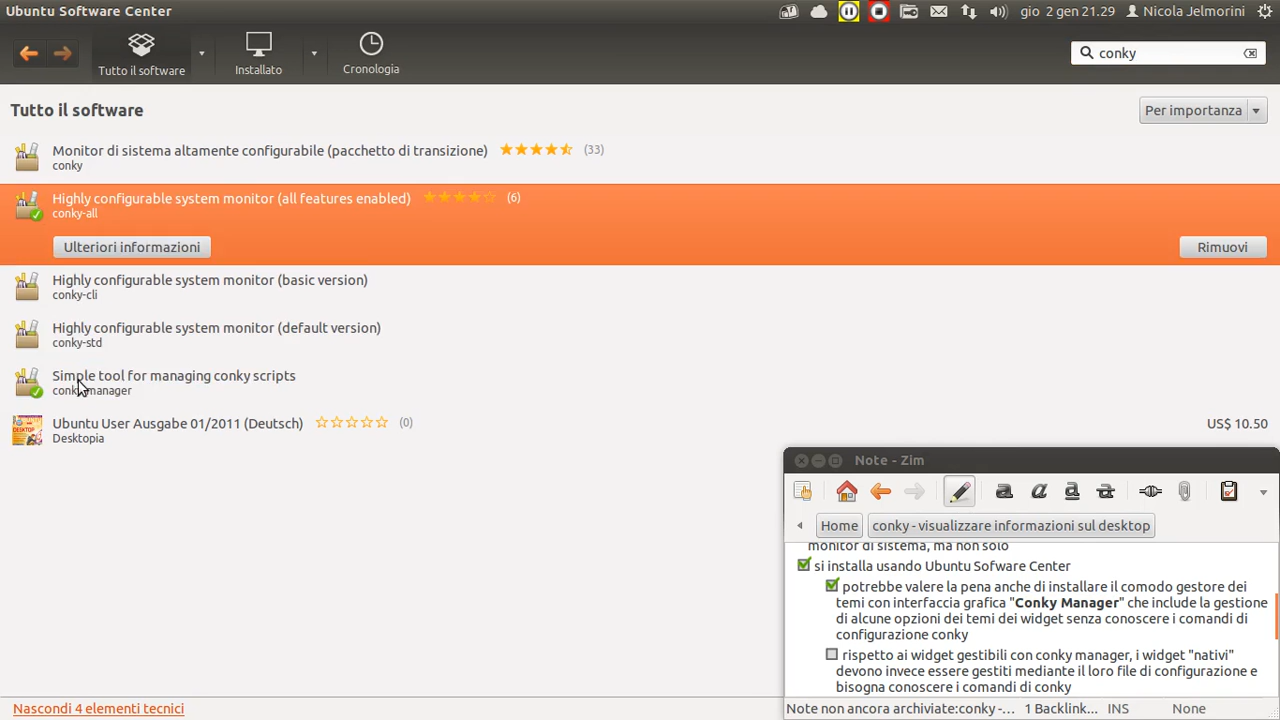 Ubuntu Software Center
gio 2 gen 21.29
Nicola Jelmorini
Tutto il software
Installato
Cronologia
conky
Tutto il software
Per importanza
Monitor di sistema altamente configurabile (pacchetto di transizione) (33)
conky
Highly configurable system monitor (all features enabled) (6)
conky-all
Ulteriori informazioni
Rimuovi
Highly configurable system monitor (basic version)
conky-cli
Highly configurable system monitor (default version)
conky-std
Simple tool for managing conky scripts
conky-manager
Ubuntu User Ausgabe 01/2011 (Deutsch) (0)
US$ 10.50
Desktopia
Note - Zim
Home
conky - visualizzare informazioni sul desktop
monitor di sistema, ma non solo
si installa usando Ubuntu Sofware Center
potrebbe valere la pena anche di installare il comodo gestore dei
temi con interfaccia grafica "Conky Manager" che include la gestione
di alcune opzioni dei temi dei widget senza conoscere i comandi di
configurazione conky
rispetto ai widget gestibili con conky manager, i widget "nativi"
devono invece essere gestiti mediante il loro file di configurazione e
bisogna conoscere i comandi di conky
Nascondi 4 elementi tecnici
Note non ancora archiviate:conky -... 1 Backlink... INS None